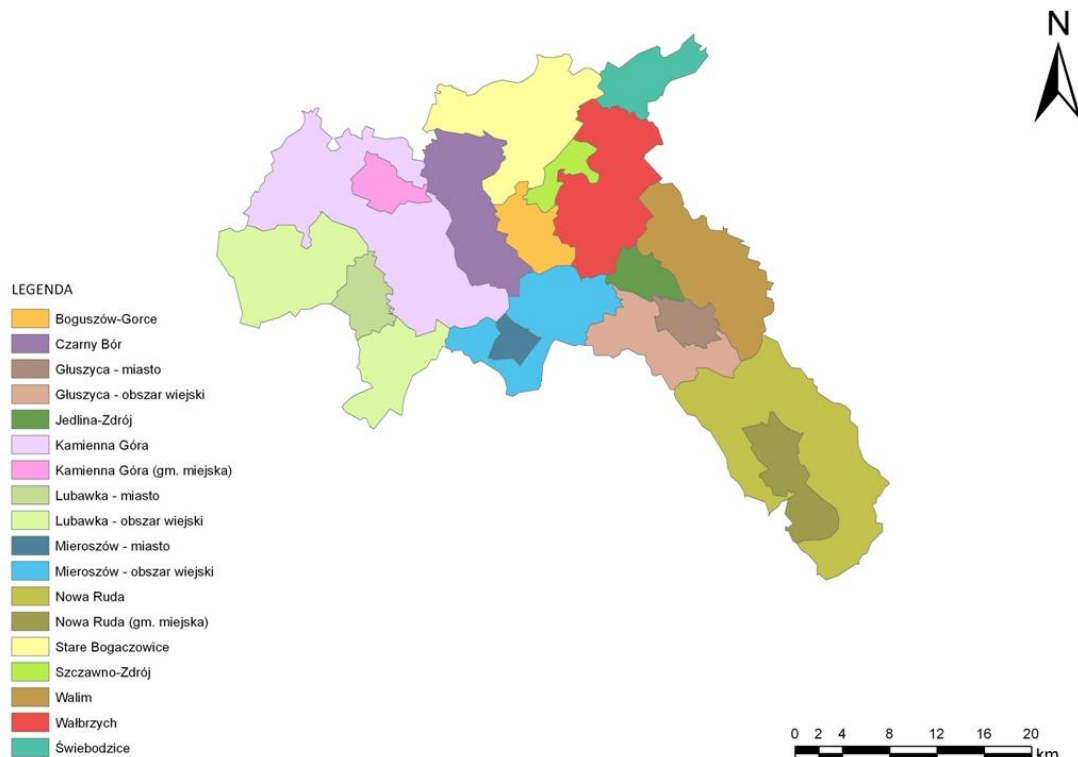 N
LEGENDA
Boguszów-Gorce
Czarny Bór
Głuszyca - miasto
Głuszyca - obszar wiejski
Jedlina-Zdrój
Kamienna Góra
Kamienna Góra (gm. miejska)
Lubawka - miasto
Lubawka - obszar wiejski
Mieroszów - miasto
Mieroszów - obszar wiejski
Nowa Ruda
Nowa Ruda (gm. miejska)
Stare Bogaczowice
Szczawno-Zdrój
Walim
Wałbrzych
Świebodzice
0 2 4 8 12 16 20
km